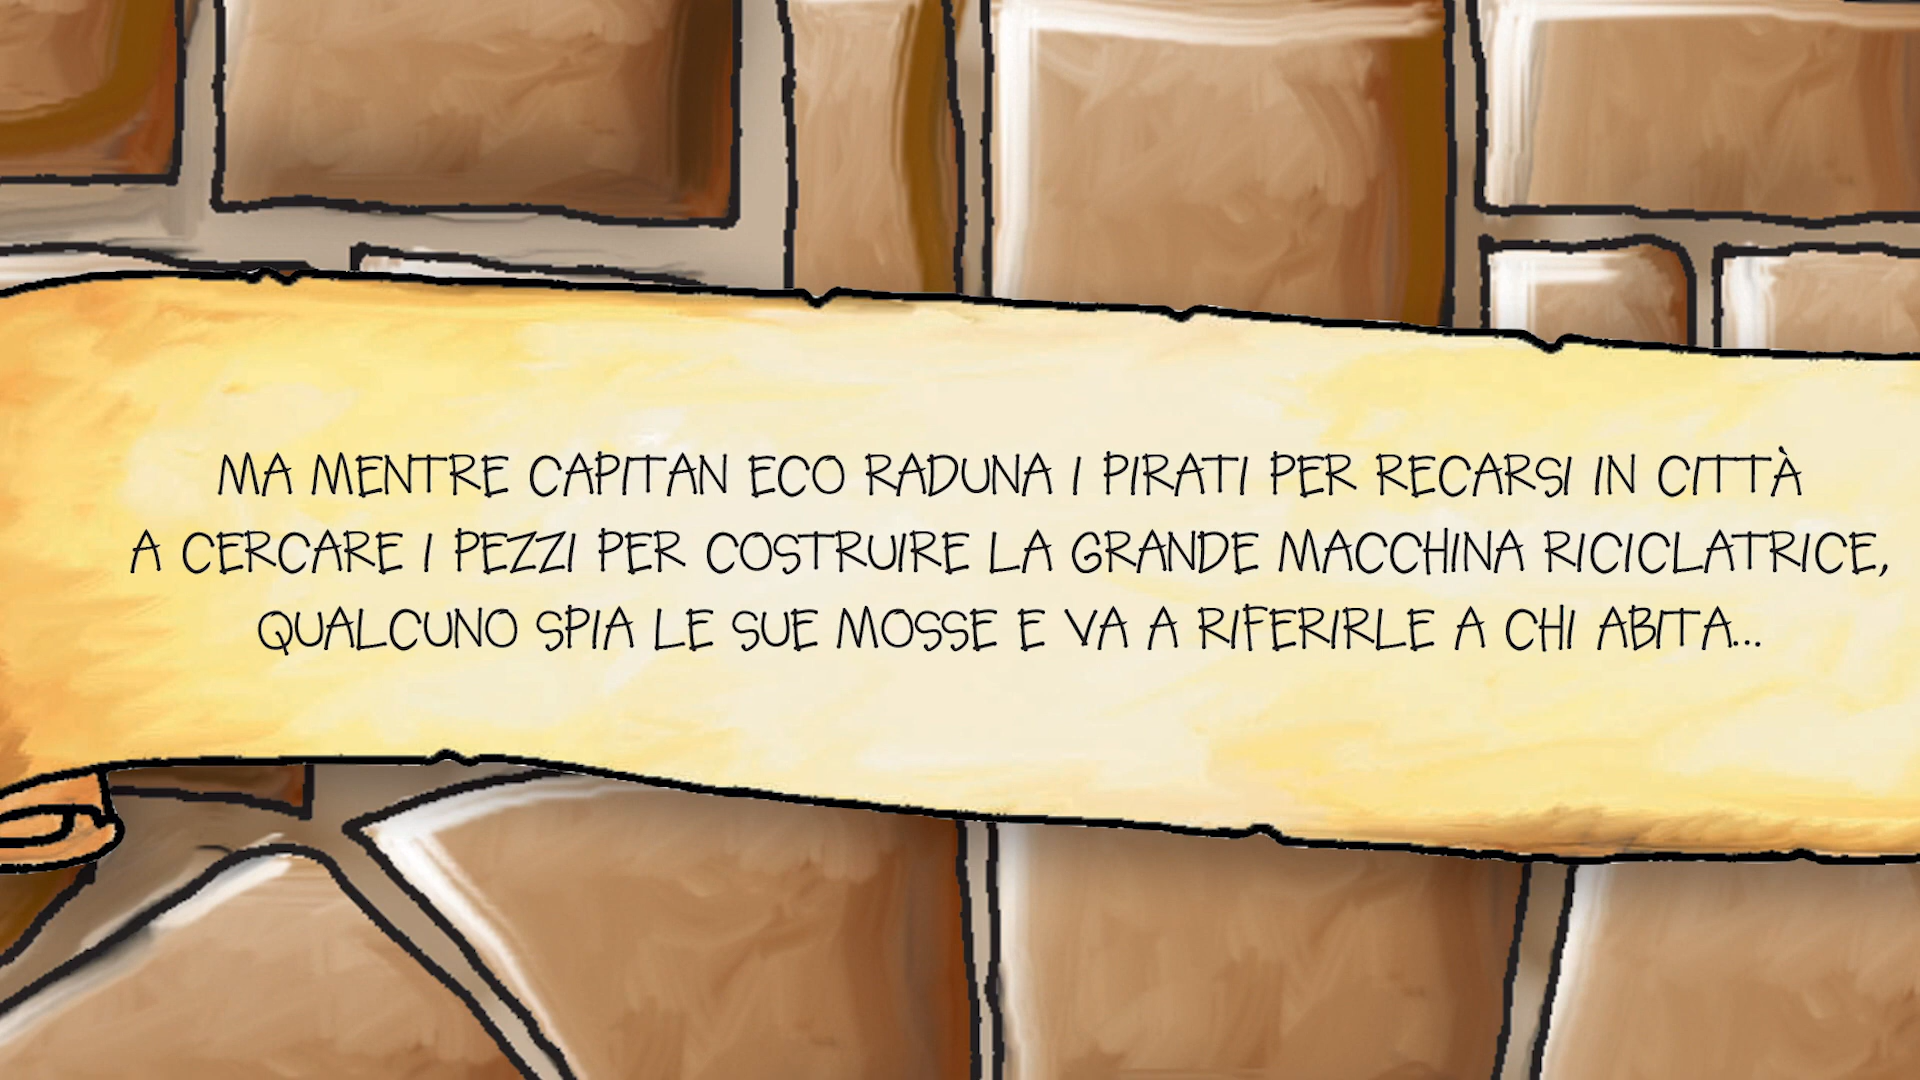 MA MENTRE CAPITAN ECO RADUNA I PIRATI PER RECARSI IN CITTÀ
A CERCARE I PEZZI PER COSTRUIRE LA GRANDE MACCHINA RICICLATRICE,
QUALCUNO SPIA LE SUE MOSSE E VA A RIFERIRLE A CHI ABITA...